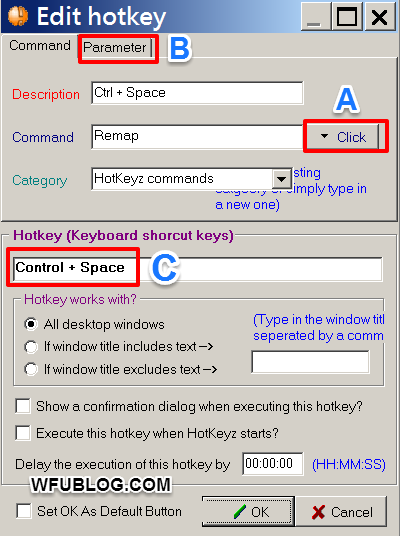 Edit hotkey
Command Parameter B
A
Description Ctrl + Space
Command Remap Click
Category HotKeyz commands sting
simply type in
a new one)
Hotkey (Keyboard shorcut keys)
Control + Space C
Hotkey works with?
All desktop windows (Type in the window titl
If window title includes text --> seperated by a comm
If window title excludes text -->
Show a confirmation dialog when executing this hotkey?
Execute this hotkey when HotKeyz starts?
Delay the execution of this hotkey by 00:00:00 (HH:MM:SS)
WFUBLOG.COM
Set OK As Default Button OK Cancel